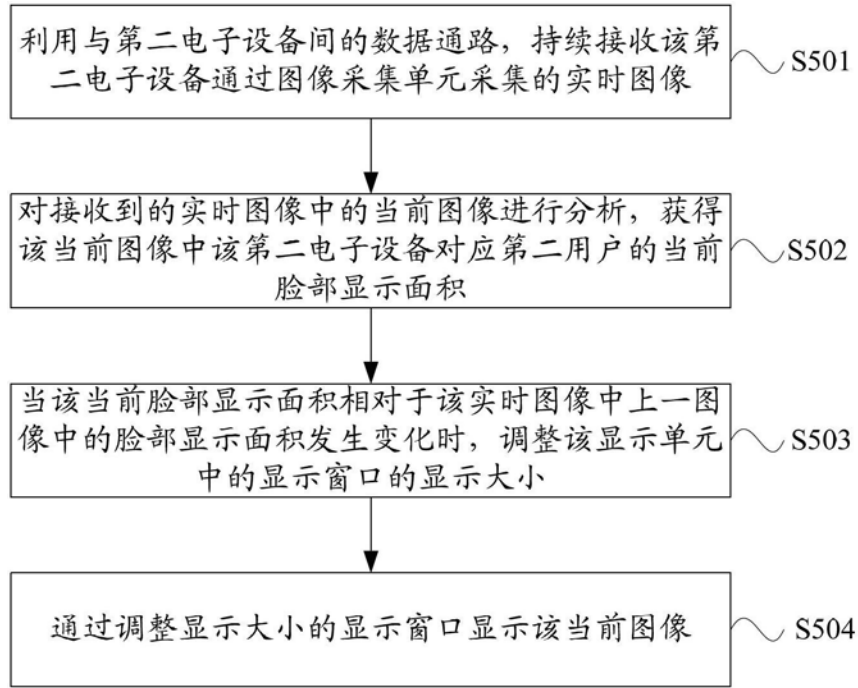 利用与第二电子设备间的数据通路，持续接收该第
二电子设备通过图像采集单元采集的实时图像
S501
对接收到的实时图像中的当前图像进行分析，获得
该当前图像中该第二电子设备对应第二用户的当前
脸部显示面积
S502
当该当前脸部显示面积相对于该实时图像中上一图
像中的脸部显示面积发生变化时，调整该显示单元
中的显示窗口的显示大小
S503
通过调整显示大小的显示窗口显示该当前图像
S504